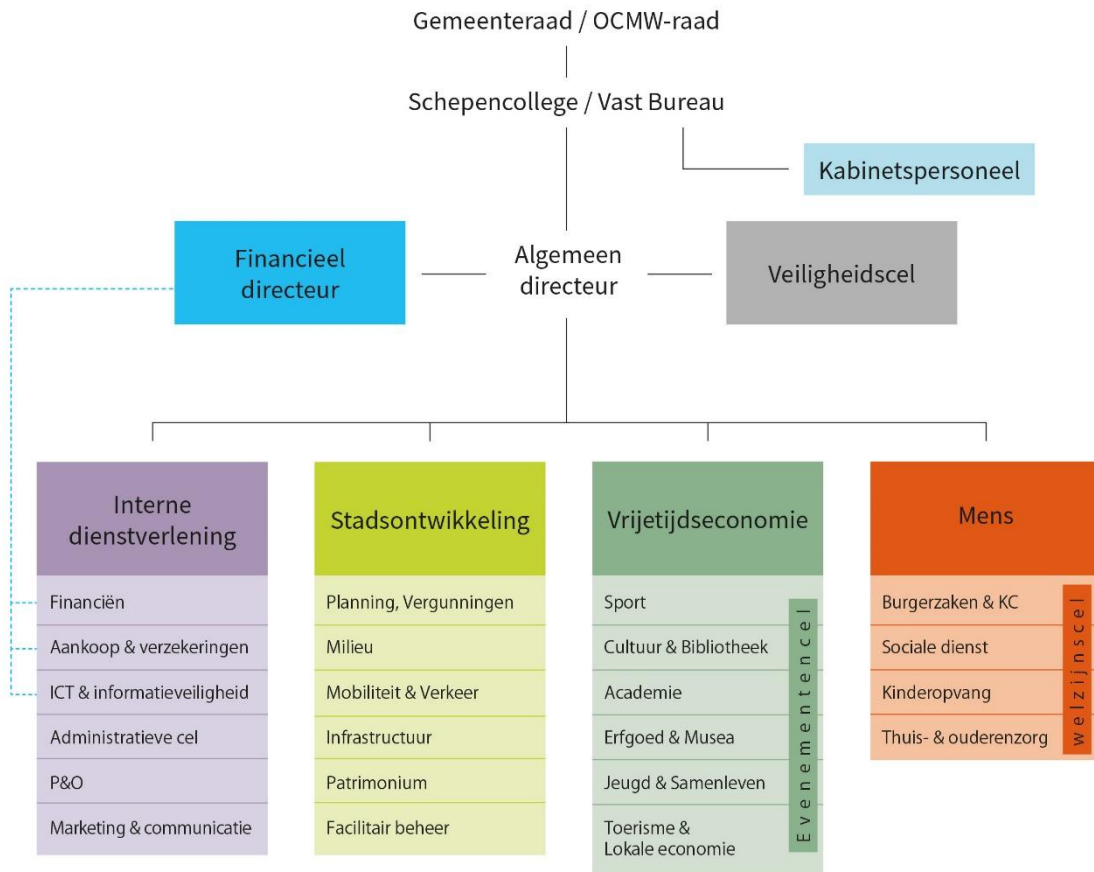 Gemeenteraad / OCMW-raad
Schepencollege / Vast Bureau
Kabinetspersoneel
Financieel
directeur
Algemeen
directeur
Veiligheidscel
Interne
dienstverlening
Financiën
Aankoop & verzekeringen
ICT & informatieveiligheid
Administratieve cel
P&O
Marketing & communicatie
Stadsontwikkeling
Planning, Vergunningen
Milieu
Mobiliteit & Verkeer
Infrastructuur
Patrimonium
Facilitair beheer
Vrijetijdseconomie
Sport
Cultuur & Bibliotheek
Academie
Erfgoed & Musea
Jeugd & Samenleven
Toerisme &
Lokale economie
Evenementencel
Mens
Burgerzaken & KC
Sociale dienst
Kinderopvang
Thuis- & ouderenzorg
welzijnscel